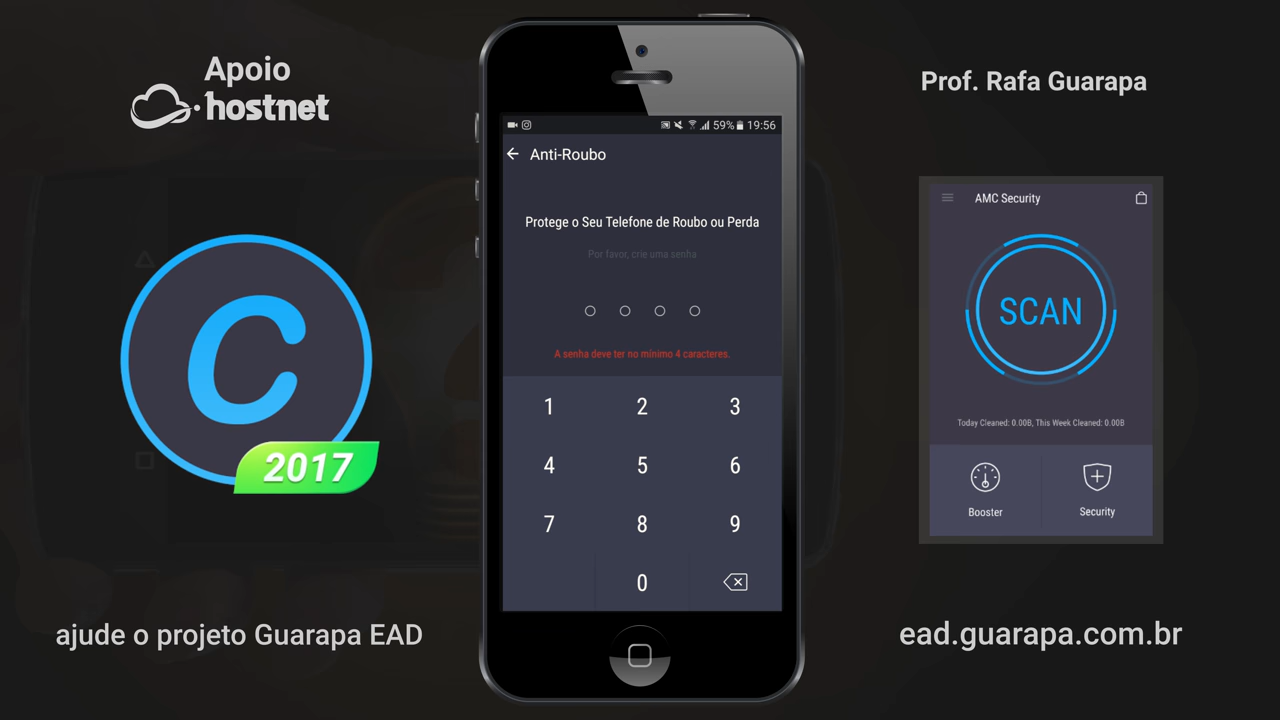 Apoio
hostnet
C
2017
ajude o projeto Guarapa EAD
59% 19:56
Anti-Roubo
Protege o Seu Telefone de Roubo ou Perda
Por favor, crie uma senha
A senha deve ter no mínimo 4 caracteres.
1 2 3
4 5 6
7 8 9
0
Prof. Rafa Guarapa
AMC Security
SCAN
Today Cleaned: 0.00B, This Week Cleaned: 0.00B
Booster Security
ead.guarapa.com.br